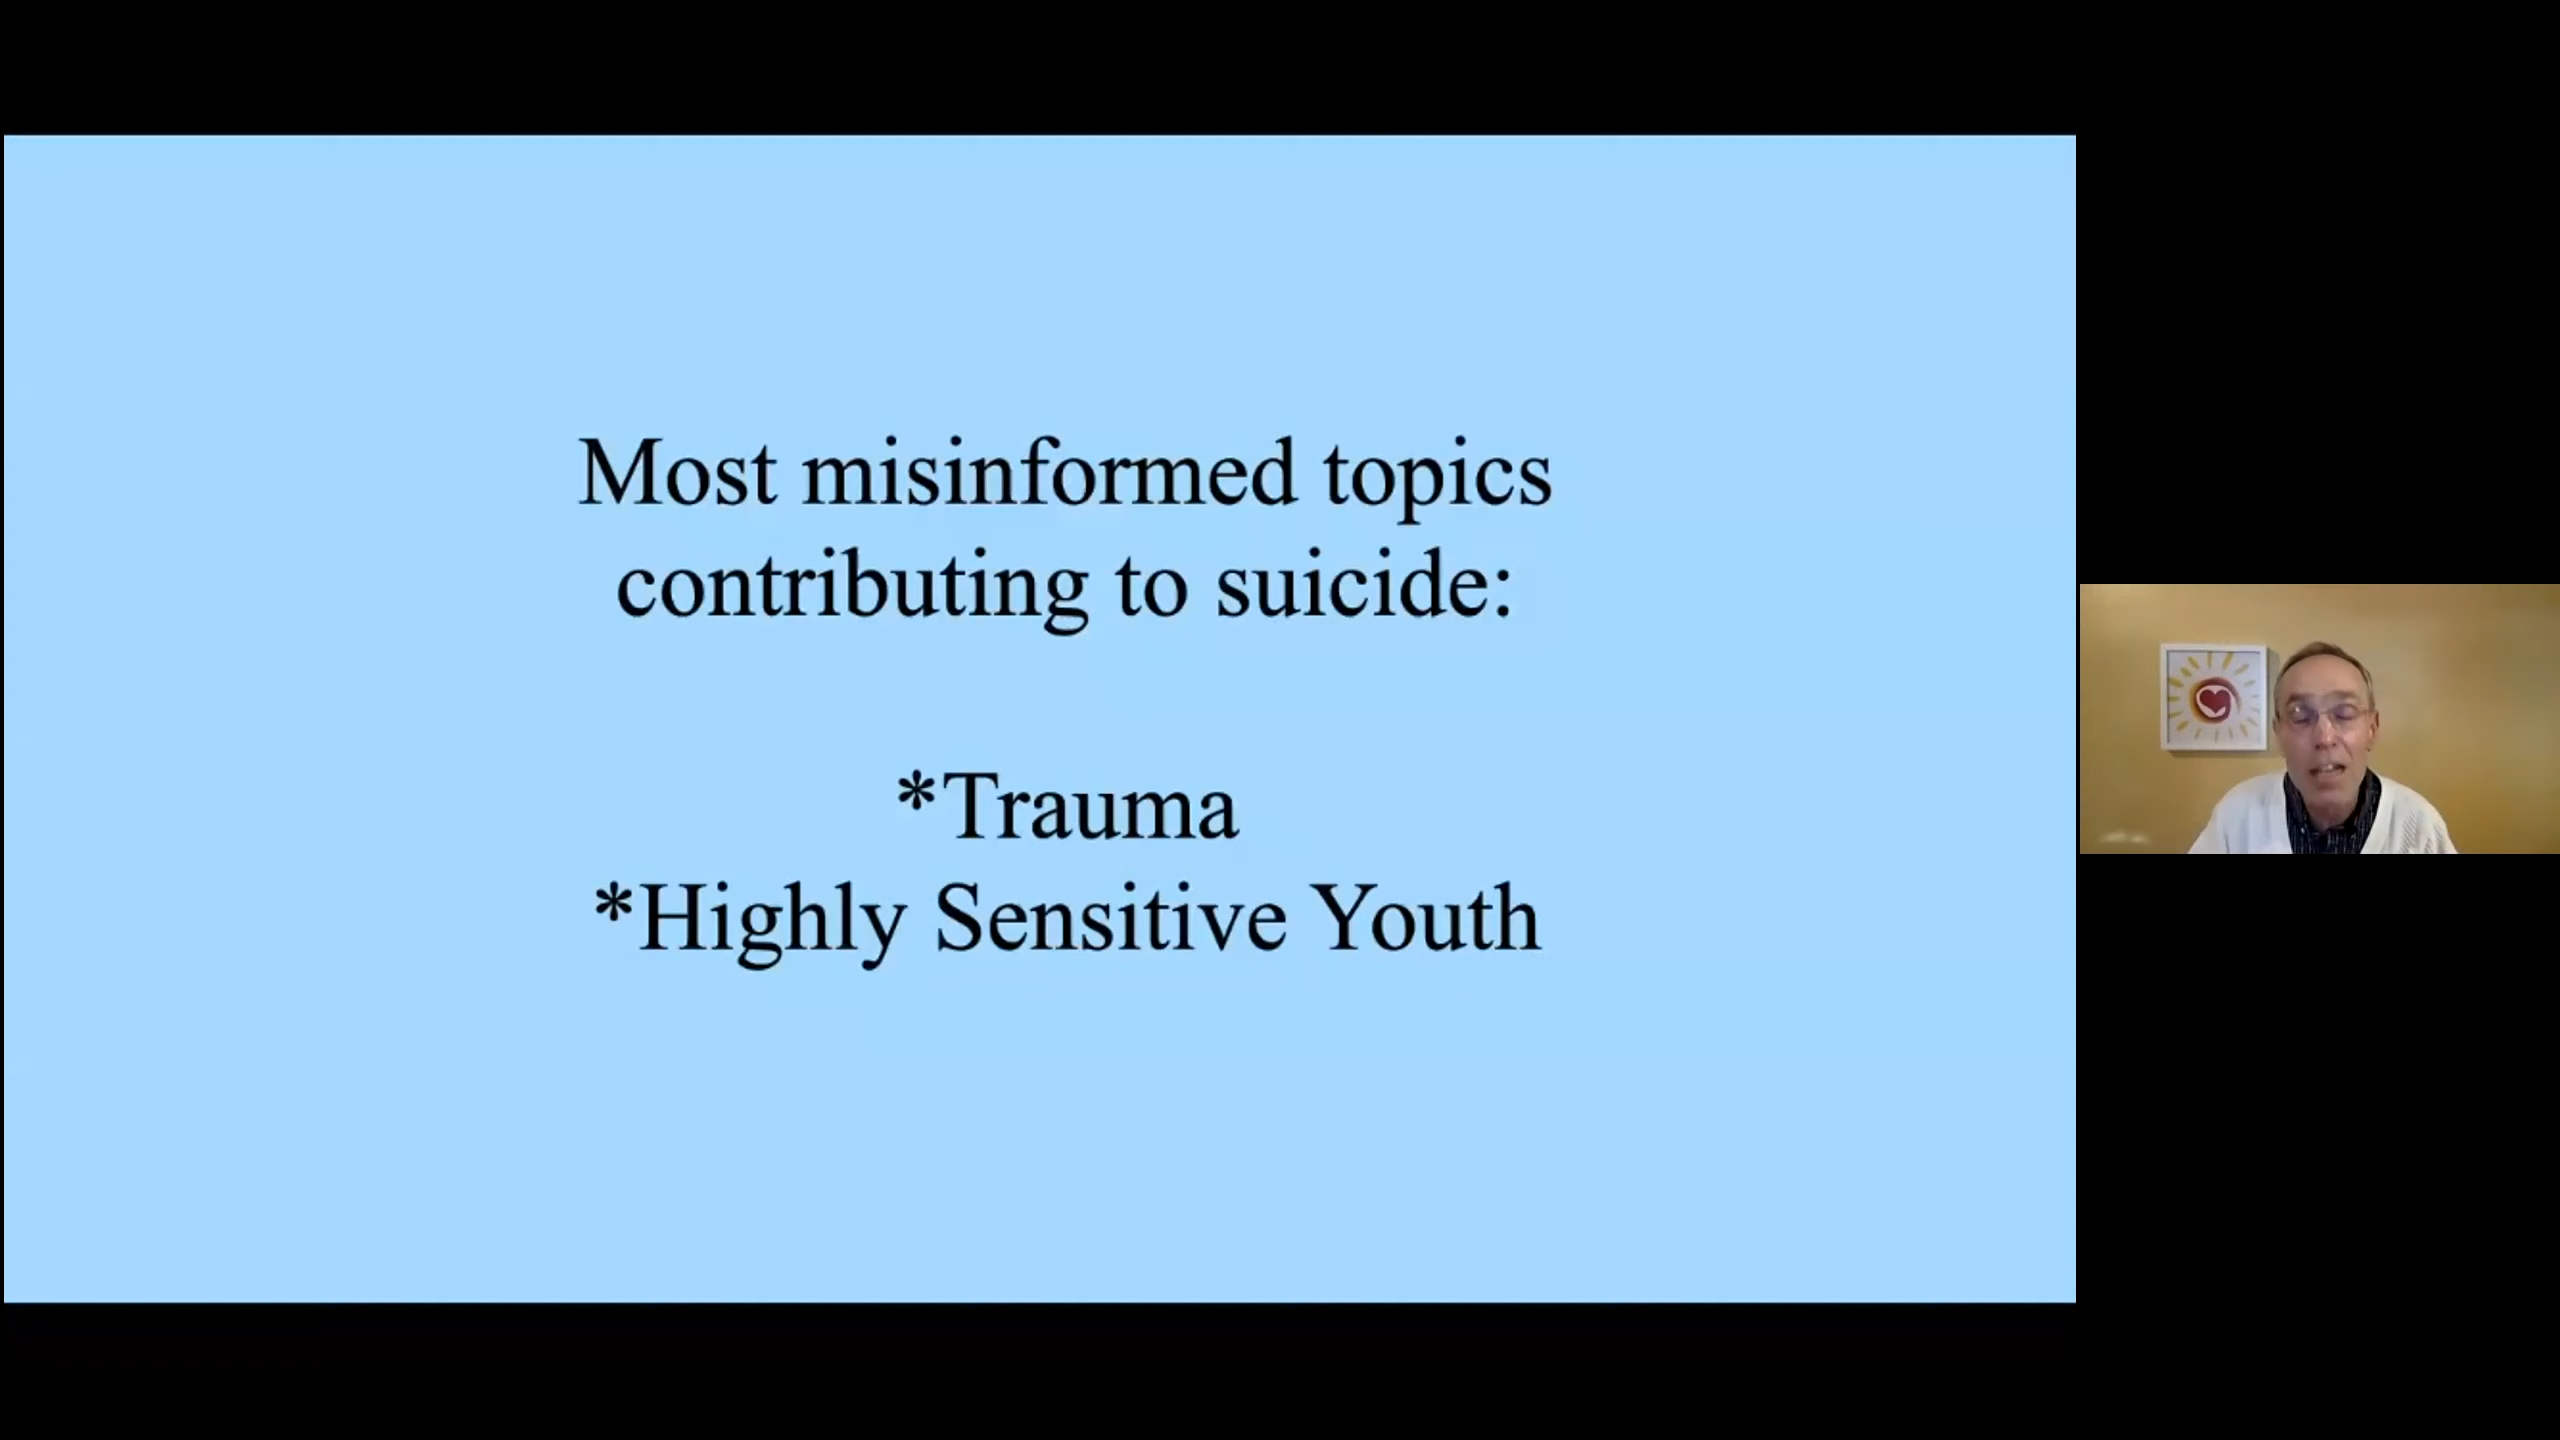 Most misinformed topics
contributing to suicide:
*Trauma
*Highly Sensitive Youth